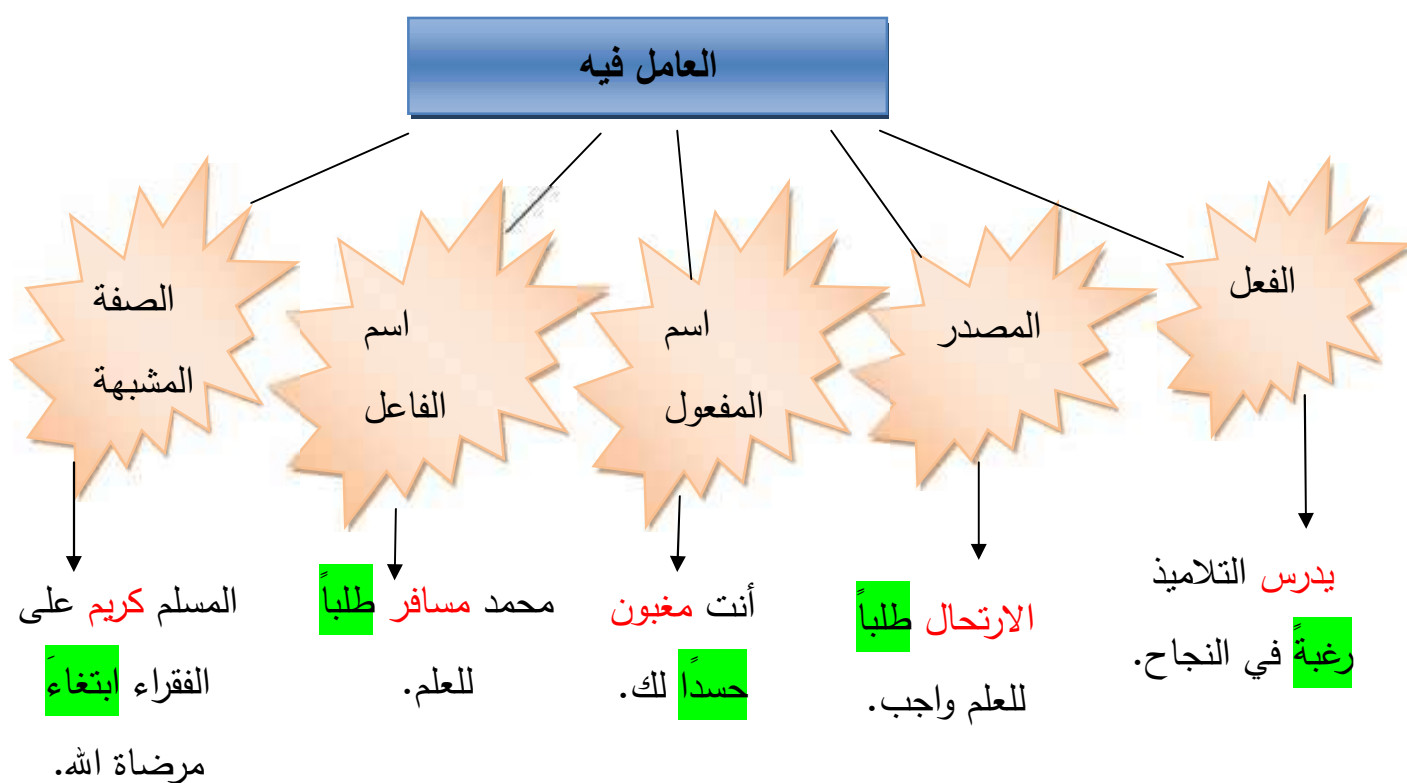 العامل فيه
الفعل
المصدر
اسم
المفعول
اسم
الفاعل
الصفة
المشبهة
يدرس التلاميذ
رغبةً في النجاح.
الارتحال طلباً
للعلم واجب.
أنت مغبون
حسدًا لك.
محمد مسافر طلباً
للعلم.
المسلم كريم على
الفقراء ابتغاءَ
مرضاة الله.